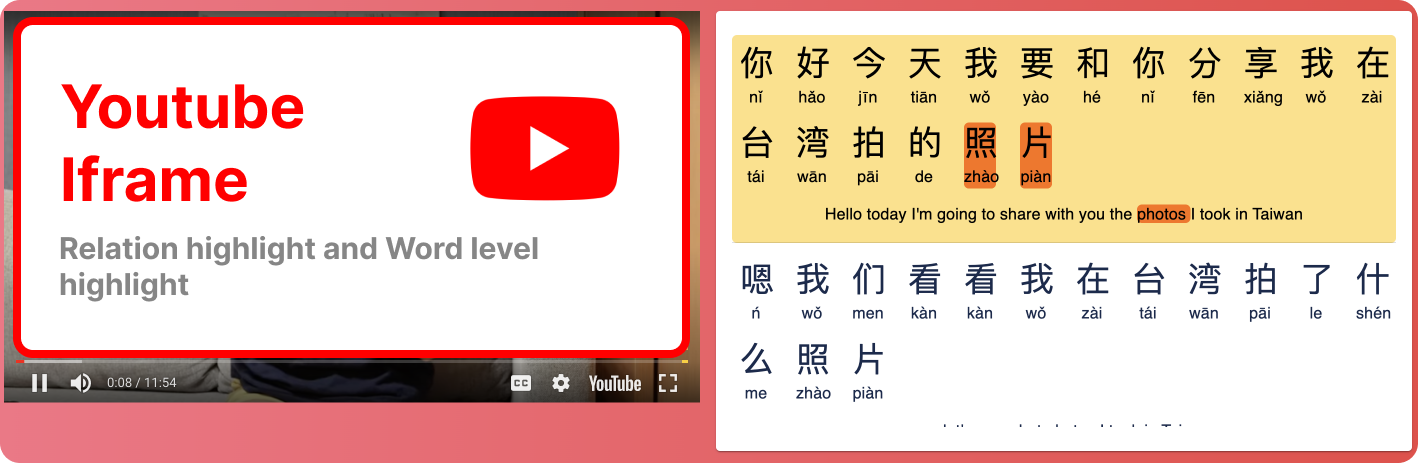 Youtube
Iframe
Relation highlight and Word level
highlight
0:08 / 11:54
CC
YouTube
你 好 今 天 我 要 和 你 分 享 我 在
nǐ hǎo jīn tiān wǒ yào hé nǐ fēn xiǎng wǒ zài
台 湾 拍 的 照 片
tái wān pāi de zhào piàn
Hello today I'm going to share with you the photos I took in Taiwan
嗯 我 们 看 看 我 在 台 湾 拍 了 什
ń wǒ men kàn kàn wǒ zài tái wān pāi le shén
么 照 片
me zhào piàn